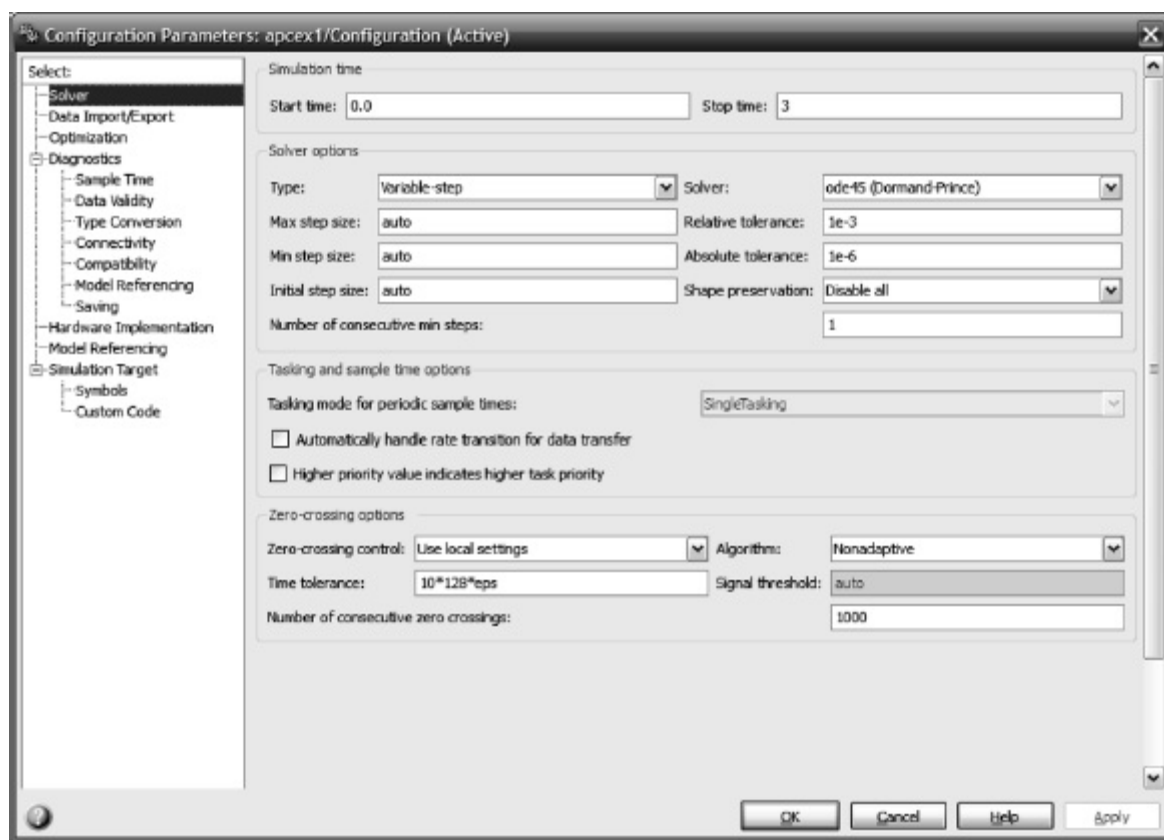 Configuration Parameters: apcex1/Configuration (Active)
Select:
Solver
Data Import/Export
Optimization
Diagnostics
Sample Time
Data Validity
Type Conversion
Connectivity
Compatibility
Model Referencing
Saving
Hardware Implementation
Model Referencing
Simulation Target
Symbols
Custom Code
Simulation time
Start time: 0.0 Stop time: 3
Solver options
Type: Variable-step Solver: ode45 (Dormand-Prince)
Max step size: auto Relative tolerance: 1e-3
Min step size: auto Absolute tolerance: 1e-6
Initial step size: auto Shape preservation: Disable all
Number of consecutive min steps: 1
Tasking and sample time options
Tasking mode for periodic sample times: SingleTasking
Automatically handle rate transition for data transfer
Higher priority value indicates higher task priority
Zero-crossing options
Zero-crossing control: Use local settings Algorithm: Nonadaptive
Time tolerance: 10*128*eps Signal threshold: auto
Number of consecutive zero crossings: 1000
OK Cancel Help Apply